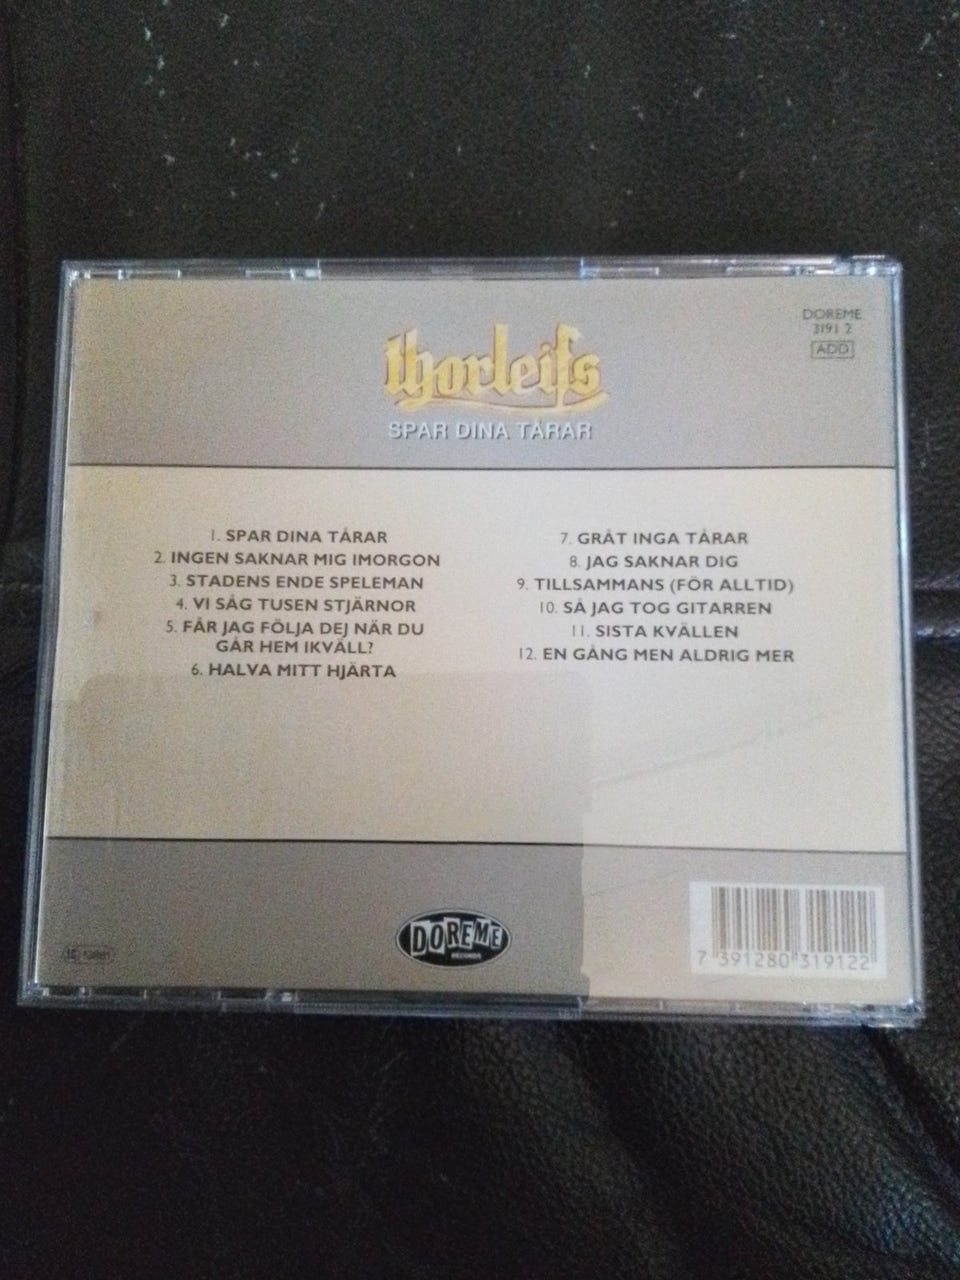 thorleifs
SPAR DINA TÅRAR
DOREME
3191 2
ADD
1. SPAR DINA TÅRAR
2. INGEN SAKNAR MIG IMORGON
3. STADENS ENDE SPELEMAN
4. VI SÅG TUSEN STJÄRNOR
5. FÅR JAG FÖLJA DEJ NÄR DU
GÅR HEM IKVÄLL?
6. HALVA MITT HJÄRTA
7. GRÅT INGA TÅRAR
8. JAG SAKNAR DIG
9. TILLSAMMANS (FÖR ALLTID)
10. SÅ JAG TOG GITARREN
11. SISTA KVÄLLEN
12. EN GÅNG MEN ALDRIG MER
DOREME
RECORDS
7 391280 319122